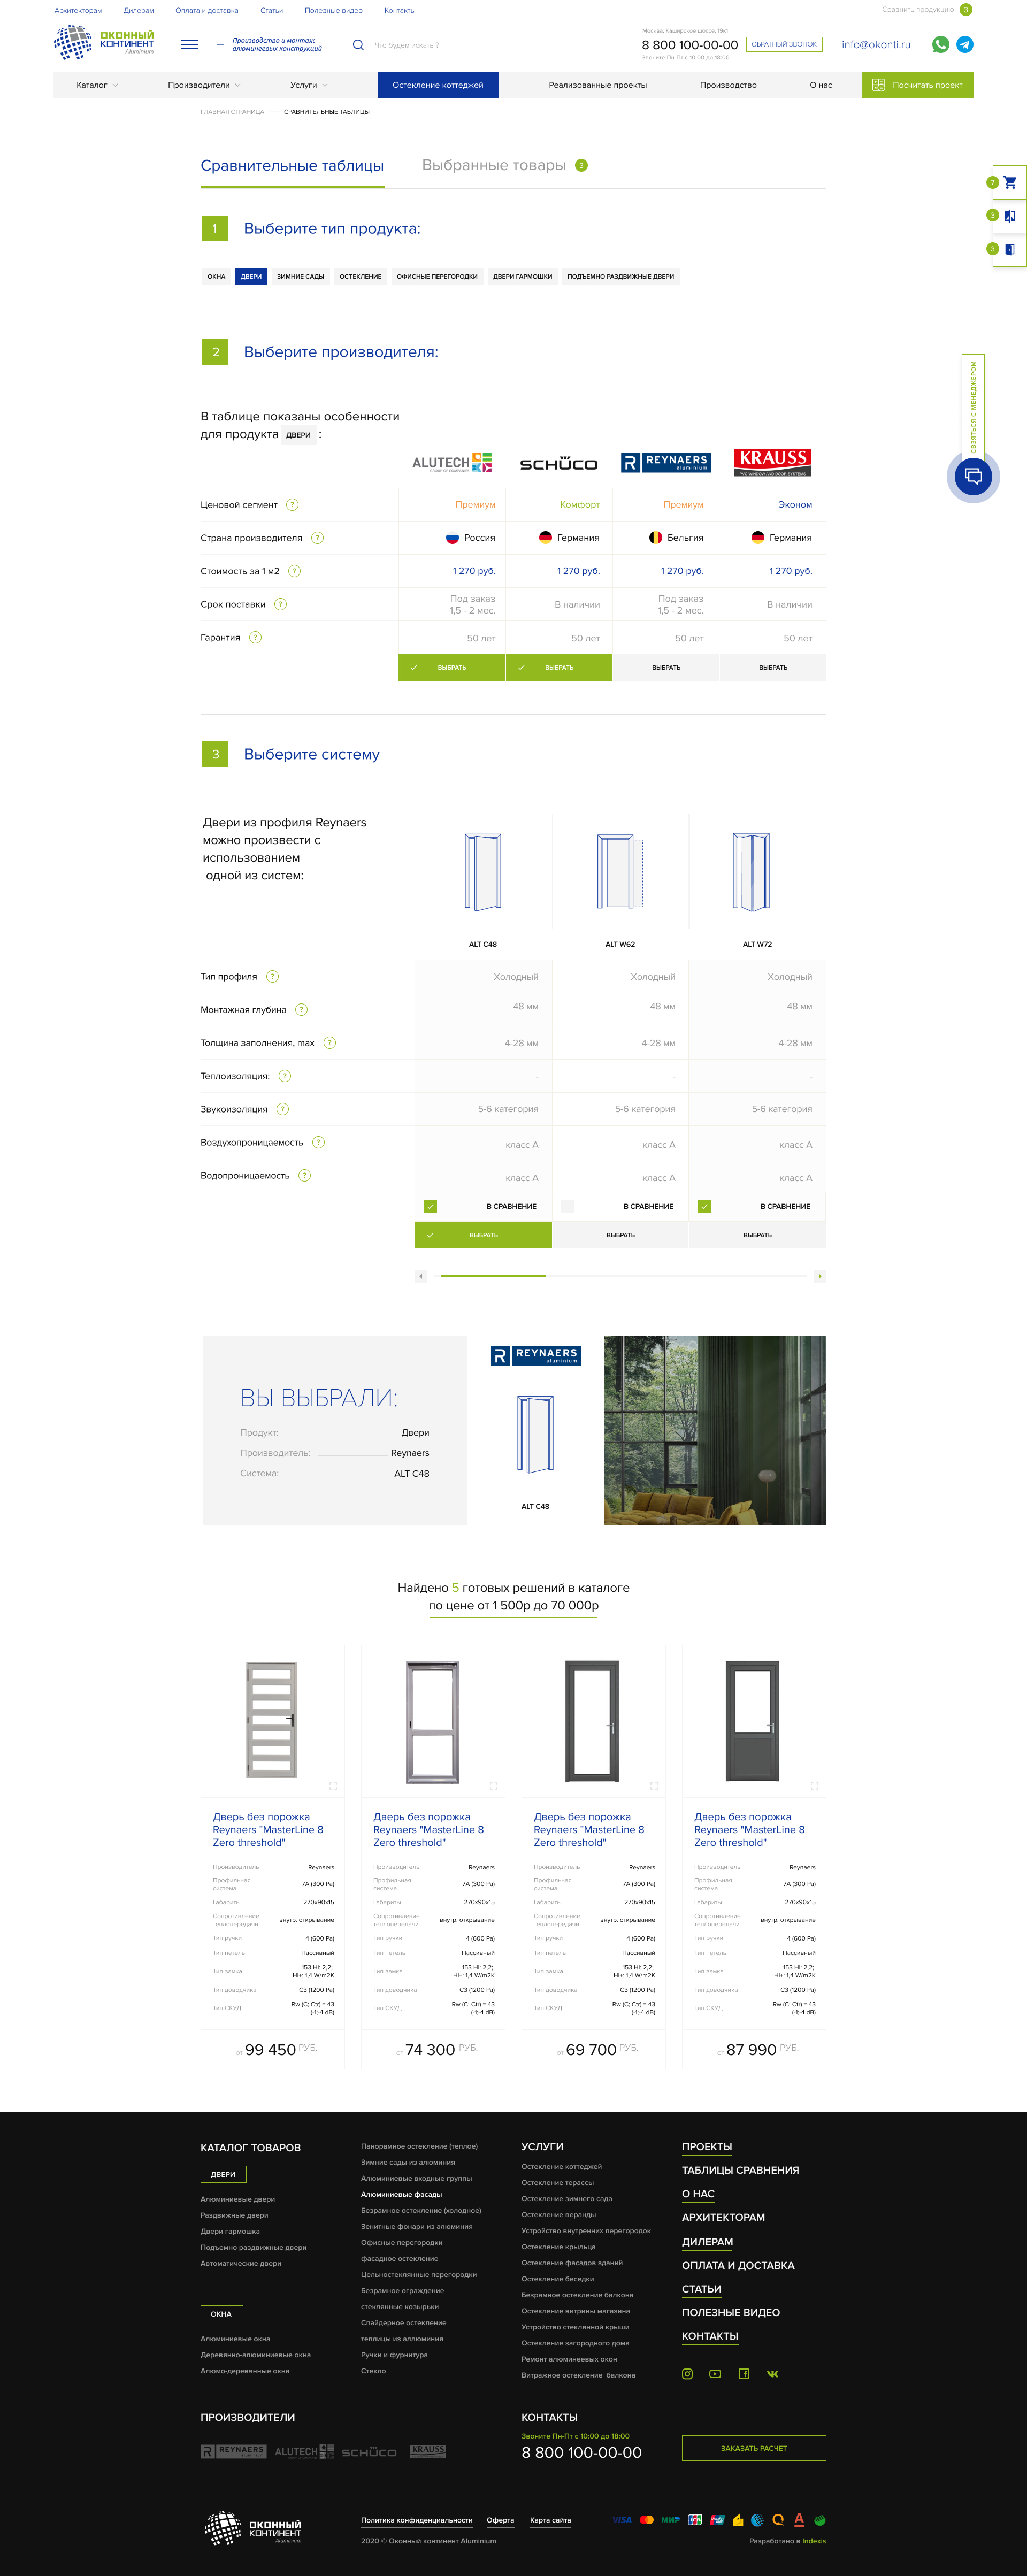 Архитекторам Дилерам Оплата и доставка Статьи Полезные видео Контакты
Сравнить продукцию 3
ОКОННЫЙ
КОНТИНЕНТ
Aluminium
Производство и монтаж
алюминиевых конструкций
Что будем искать ?
Москва, Каширское шоссе, 19к1
8 800 100-00-00
Звоните Пн-Пт с 10:00 до 18:00
ОБРАТНЫЙ ЗВОНОК
info@okonti.ru
Каталог Производители Услуги Остекление коттеджей Реализованные проекты Производство О нас Посчитать проект
ГЛАВНАЯ СТРАНИЦА СРАВНИТЕЛЬНЫЕ ТАБЛИЦЫ
Сравнительные таблицы Выбранные товары 3
7
3
3
1 Выберите тип продукта:
ОКНА ДВЕРИ ЗИМНИЕ САДЫ ОСТЕКЛЕНИЕ ОФИСНЫЕ ПЕРЕГОРОДКИ ДВЕРИ ГАРМОШКИ ПОДЪЕМНО РАЗДВИЖНЫЕ ДВЕРИ
2 Выберите производителя:
СВЯЗАТЬСЯ С МЕНЕДЖЕРОМ
В таблице показаны особенности
для продукта ДВЕРИ :
ALUTECH
GROUP OF COMPANIES
SCHÜCO
R REYNAERS
aluminium
KRAUSS
PVC-WINDOW AND DOOR SYSTEMS
Ценовой сегмент ? Премиум Комфорт Премиум Эконом
Страна производителя ? Россия Германия Бельгия Германия
Стоимость за 1 м2 ? 1 270 руб. 1 270 руб. 1 270 руб. 1 270 руб.
Срок поставки ? Под заказ
1,5 - 2 мес. В наличии Под заказ
1,5 - 2 мес. В наличии
Гарантия ? 50 лет 50 лет 50 лет 50 лет
ВЫБРАТЬ ВЫБРАТЬ ВЫБРАТЬ ВЫБРАТЬ
3 Выберите систему
Двери из профиля Reynaers
можно произвести с
использованием
одной из систем:
ALT C48 ALT W62 ALT W72
Тип профиля ? Холодный Холодный Холодный
Монтажная глубина ? 48 мм 48 мм 48 мм
Толщина заполнения, max ? 4-28 мм 4-28 мм 4-28 мм
Теплоизоляция: ? - - -
Звукоизоляция ? 5-6 категория 5-6 категория 5-6 категория
Воздухопроницаемость ? класс А класс А класс А
Водопроницаемость ? класс А класс А класс А
В СРАВНЕНИЕ В СРАВНЕНИЕ В СРАВНЕНИЕ
ВЫБРАТЬ ВЫБРАТЬ ВЫБРАТЬ
ВЫ ВЫБРАЛИ:
Продукт: Двери
Производитель: Reynaers
Система: ALT C48
R REYNAERS
aluminium
ALT C48
Найдено 5 готовых решений в каталоге
по цене от 1 500р до 70 000р
Дверь без порожка
Reynaers "MasterLine 8
Zero threshold"
Производитель Reynaers
Профильная
система 7A (300 Pa)
Габариты 270x90x15
Сопротивление
теплопередачи внутр. открывание
Тип ручки 4 (600 Pa)
Тип петель Пассивный
Тип замка 153 HI: 2,2;
HI+: 1,4 W/m2K
Тип доводчика C3 (1200 Pa)
Тип СКУД Rw (C; Ctr) = 43
(-1;-4 dB)
от 99 450 РУБ.
Дверь без порожка
Reynaers "MasterLine 8
Zero threshold"
Производитель Reynaers
Профильная
система 7A (300 Pa)
Габариты 270x90x15
Сопротивление
теплопередачи внутр. открывание
Тип ручки 4 (600 Pa)
Тип петель Пассивный
Тип замка 153 HI: 2,2;
HI+: 1,4 W/m2K
Тип доводчика C3 (1200 Pa)
Тип СКУД Rw (C; Ctr) = 43
(-1;-4 dB)
от 74 300 РУБ.
Дверь без порожка
Reynaers "MasterLine 8
Zero threshold"
Производитель Reynaers
Профильная
система 7A (300 Pa)
Габариты 270x90x15
Сопротивление
теплопередачи внутр. открывание
Тип ручки 4 (600 Pa)
Тип петель Пассивный
Тип замка 153 HI: 2,2;
HI+: 1,4 W/m2K
Тип доводчика C3 (1200 Pa)
Тип СКУД Rw (C; Ctr) = 43
(-1;-4 dB)
от 69 700 РУБ.
Дверь без порожка
Reynaers "MasterLine 8
Zero threshold"
Производитель Reynaers
Профильная
система 7A (300 Pa)
Габариты 270x90x15
Сопротивление
теплопередачи внутр. открывание
Тип ручки 4 (600 Pa)
Тип петель Пассивный
Тип замка 153 HI: 2,2;
HI+: 1,4 W/m2K
Тип доводчика C3 (1200 Pa)
Тип СКУД Rw (C; Ctr) = 43
(-1;-4 dB)
от 87 990 РУБ.
КАТАЛОГ ТОВАРОВ
ДВЕРИ
Алюминиевые двери
Раздвижные двери
Двери гармошка
Подъемно раздвижные двери
Автоматические двери
ОКНА
Алюминиевые окна
Деревянно-алюминиевые окна
Алюмо-деревянные окна
Панорамное остекление (теплое)
Зимние сады из алюминия
Алюминиевые входные группы
Алюминиевые фасады
Безрамное остекление (холодное)
Зенитные фонари из алюминия
Офисные перегородки
фасадное остекление
Цельностеклянные перегородки
Безрамное ограждение
стеклянные козырьки
Спайдерное остекление
теплицы из аллюминия
Ручки и фурнитура
Стекло
УСЛУГИ
Остекление коттеджей
Остекление терассы
Остекление зимнего сада
Остекление веранды
Устройство внутренних перегородок
Остекление крыльца
Остекление фасадов зданий
Остекление беседки
Безрамное остекление балкона
Остекление витрины магазина
Устройство стеклянной крыши
Остекление загородного дома
Ремонт алюминеевых окон
Витражное остекление балкона
ПРОЕКТЫ
ТАБЛИЦЫ СРАВНЕНИЯ
О НАС
АРХИТЕКТОРАМ
ДИЛЕРАМ
ОПЛАТА И ДОСТАВКА
СТАТЬИ
ПОЛЕЗНЫЕ ВИДЕО
КОНТАКТЫ
ПРОИЗВОДИТЕЛИ
R REYNAERS ALUTECH SCHÜCO KRAUSS
КОНТАКТЫ
Звоните Пн-Пт с 10:00 до 18:00
8 800 100-00-00
ЗАКАЗАТЬ РАСЧЕТ
ОКОННЫЙ
КОНТИНЕНТ
Aluminium
Политика конфиденциальности Оферта Карта сайта
VISA МИР JCB
2020 © Оконный континент Aluminium
Разработано в Indexis